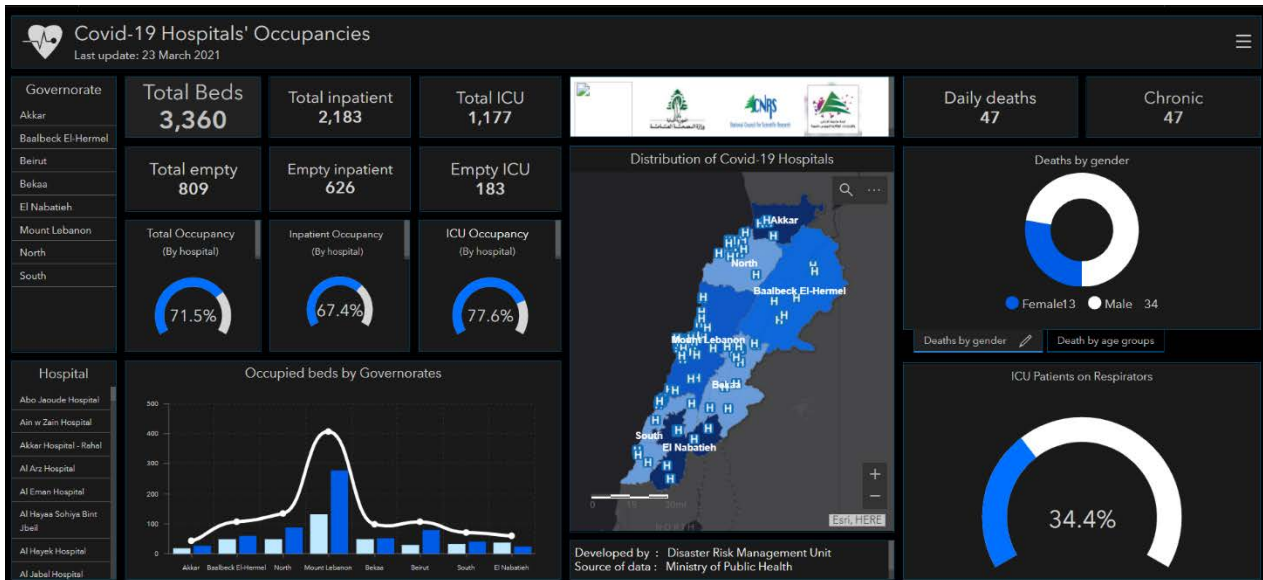 Covid-19 Hospitals' Occupancies
Last update: 23 March 2021
Governorate
Akkar
Baalbeck El-Hermel
Beirut
Bekaa
El Nabatieh
Mount Lebanon
North
South
Total Beds
3,360
Total inpatient
2,183
Total ICU
1,177
Total empty
809
Empty inpatient
626
Empty ICU
183
Total Occupancy
(By hospital)
71.5%
Inpatient Occupancy
(By hospital)
67.4%
ICU Occupancy
(By hospital)
77.6%
Hospital
Abo Jaoude Hospital
Ain w Zain Hospital
Akkar Hospital - Rahal
Al Arz Hospital
Al Eman Hospital
Al Hayaa Sohiya Bint
Jbeil
Al Hayek Hospital
Al Jabal Hospital
Occupied beds by Governorates
500
400
300
200
100
0
Akkar Baalbeck El-Hermel North Mount Lebanon Bekaa Beirut South El Nabatieh
CNRS
National Council for Scientific Research
Distribution of Covid-19 Hospitals
Akkar
North
Baalbeck El-Hermel
Mount Lebanon
Bekaa
South
El Nabatieh
Esri, HERE
Developed by : Disaster Risk Management Unit
Source of data : Ministry of Public Health
Daily deaths
47
Chronic
47
Deaths by gender
Female13 Male 34
Deaths by gender Death by age groups
ICU Patients on Respirators
34.4%